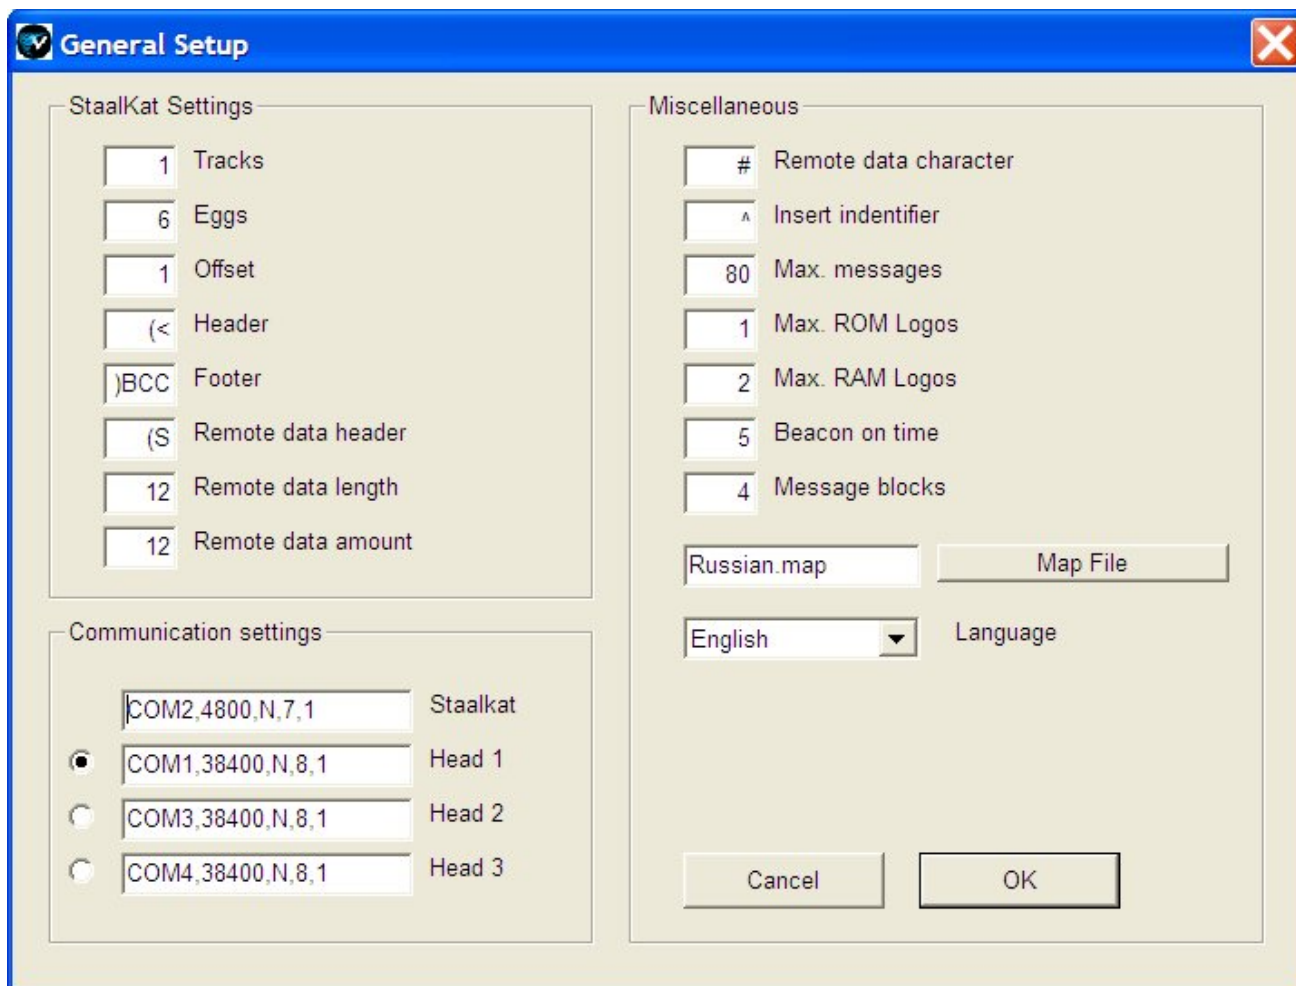 General Setup
StaalKat Settings
1 Tracks
6 Eggs
1 Offset
(< Header
)BCC Footer
(S Remote data header
12 Remote data length
12 Remote data amount
Communication settings
COM2,4800,N,7,1 Staalkat
COM1,38400,N,8,1 Head 1
COM3,38400,N,8,1 Head 2
COM4,38400,N,8,1 Head 3
Miscellaneous
# Remote data character
^ Insert indentifier
80 Max. messages
1 Max. ROM Logos
2 Max. RAM Logos
5 Beacon on time
4 Message blocks
Russian.map Map File
English Language
Cancel OK